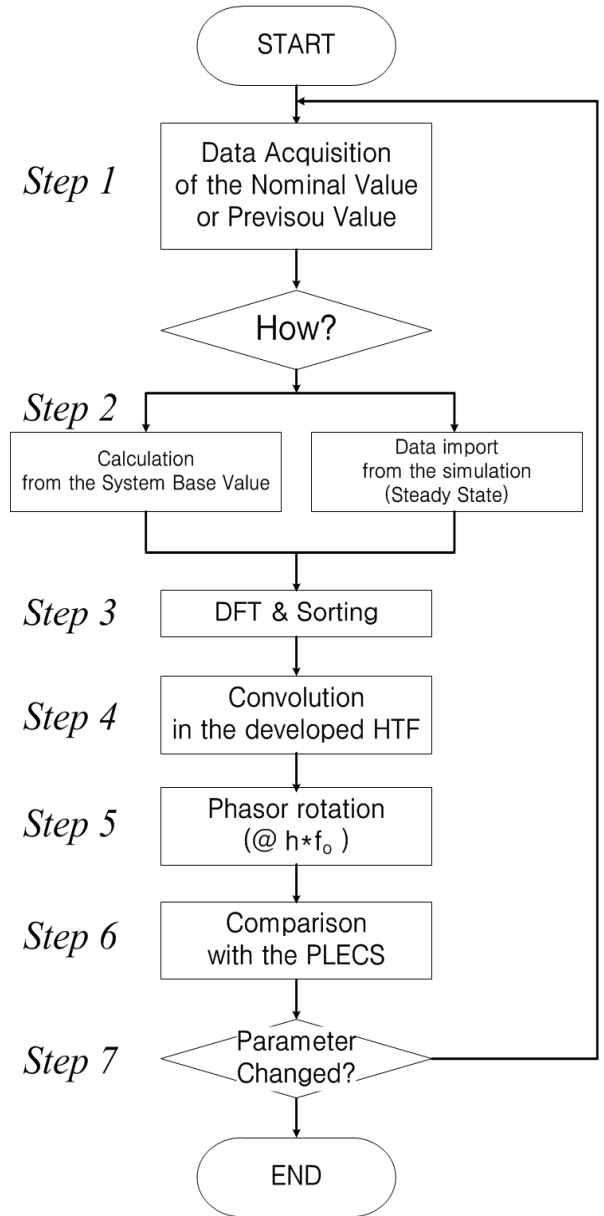 START
Step 1
Data Acquisition
of the Nominal Value
or Previsou Value
How?
Step 2
Calculation
from the System Base Value
Data import
from the simulation
(Steady State)
Step 3
DFT & Sorting
Step 4
Convolution
in the developed HTF
Step 5
Phasor rotation
(@ h*fₒ )
Step 6
Comparison
with the PLECS
Step 7
Parameter
Changed?
END